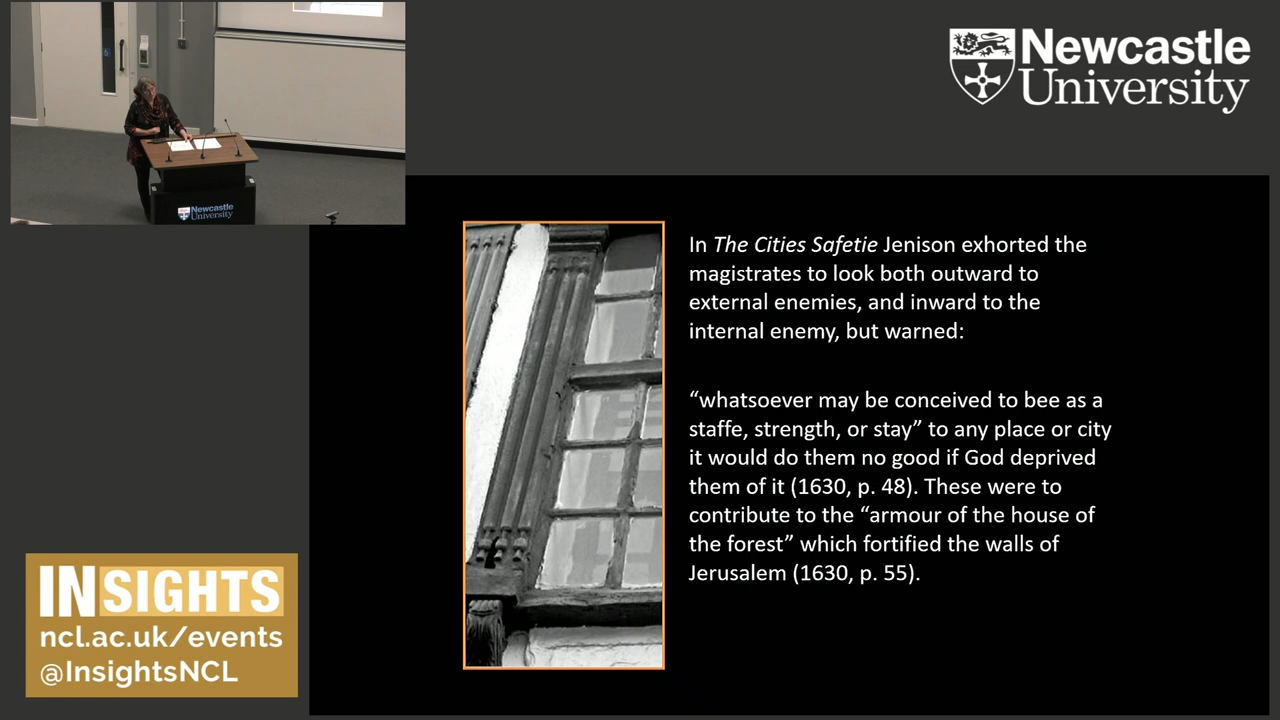 Newcastle
University
Newcastle
University
In The Cities Safetie Jenison exhorted the
magistrates to look both outward to
external enemies, and inward to the
internal enemy, but warned:
“whatsoever may be conceived to bee as a
staffe, strength, or stay” to any place or city
it would do them no good if God deprived
them of it (1630, p. 48). These were to
contribute to the “armour of the house of
the forest” which fortified the walls of
Jerusalem (1630, p. 55).
INSIGHTS
ncl.ac.uk/events
@InsightsNCL